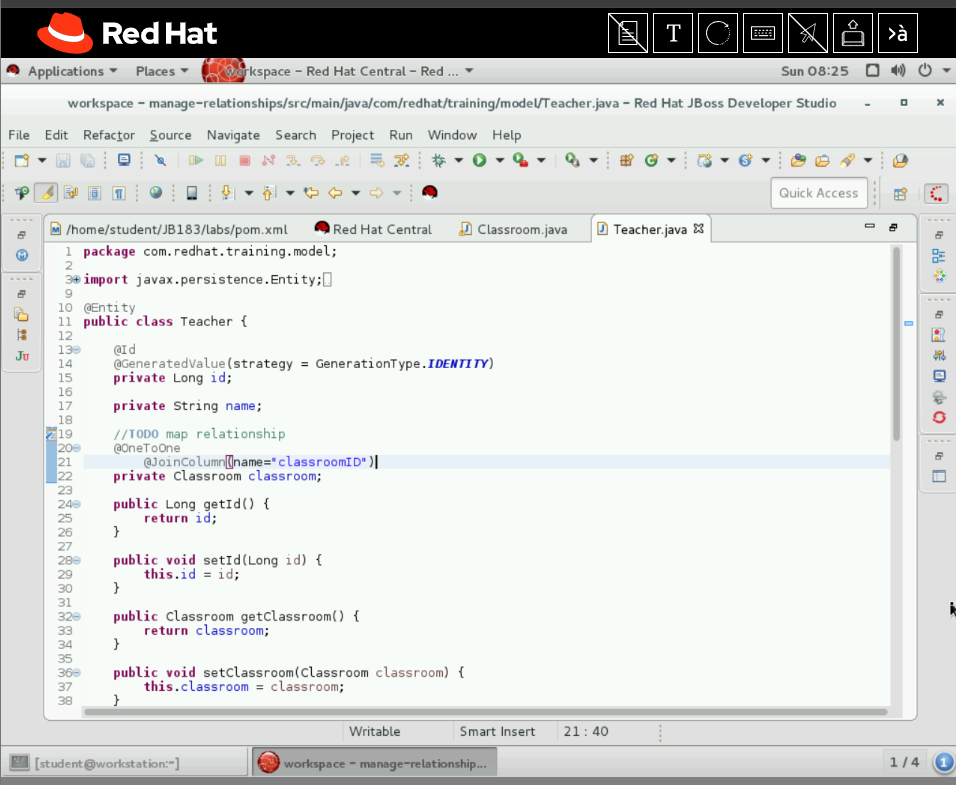 Red Hat
T
>à
Applications
Places
workspace – Red Hat Central – Red ...
Sun 08:25
workspace – manage-relationships/src/main/java/com/redhat/training/model/Teacher.java – Red Hat JBoss Developer Studio
File Edit Refactor Source Navigate Search Project Run Window Help
Quick Access
/home/student/JB183/labs/pom.xml
Red Hat Central
Classroom.java
Teacher.java
1 package com.redhat.training.model;
2
3 import javax.persistence.Entity;
9
10 @Entity
11 public class Teacher {
12
13 @Id
14 @GeneratedValue(strategy = GenerationType.IDENTITY)
15 private Long id;
16
17 private String name;
18
19 //TODO map relationship
20 @OneToOne
21 @JoinColumn(name="classroomID")
22 private Classroom classroom;
23
24 public Long getId() {
25 return id;
26 }
27
28 public void setId(Long id) {
29 this.id = id;
30 }
31
32 public Classroom getClassroom() {
33 return classroom;
34 }
35
36 public void setClassroom(Classroom classroom) {
37 this.classroom = classroom;
38 }
Ju
Writable
Smart Insert
21 : 40
[student@workstation:~]
workspace – manage-relationship...
1 / 4
1